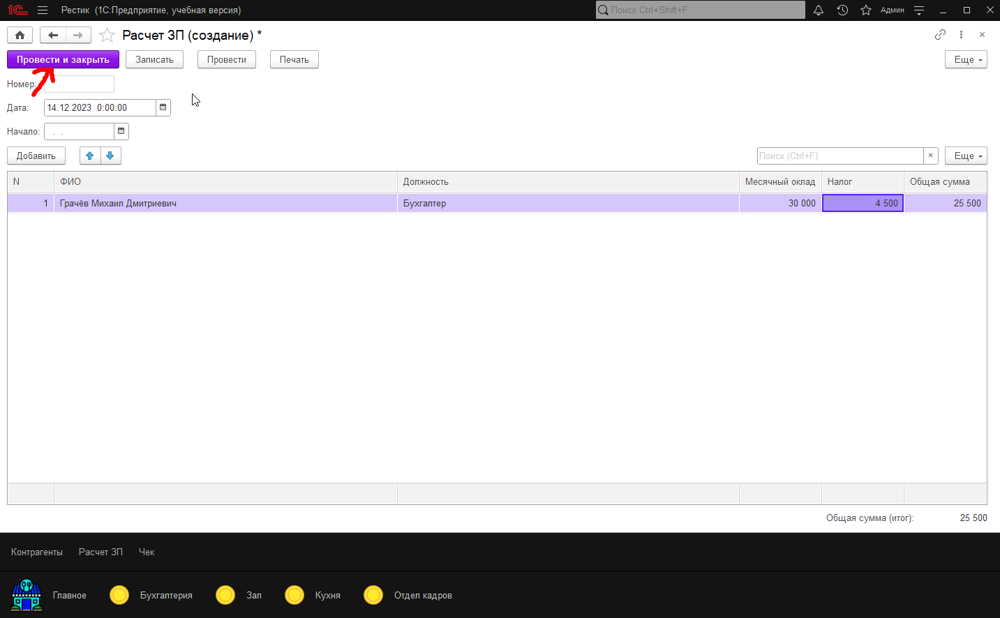 1С Рестик (1С:Предприятие, учебная версия) Поиск Ctrl+Shift+F Админ
Расчет ЗП (создание) *
Провести и закрыть Записать Провести Печать Еще
Номер:
Дата: 14.12.2023 0:00:00
Начало: . .
Добавить Поиск (Ctrl+F) × Еще
N ФИО Должность Месячный оклад Налог Общая сумма
1 Грачёв Михаил Дмитриевич Бухгалтер 30 000 4 500 25 500
Общая сумма (итог): 25 500
Контрагенты Расчет ЗП Чек
Главное Бухгалтерия Зал Кухня Отдел кадров